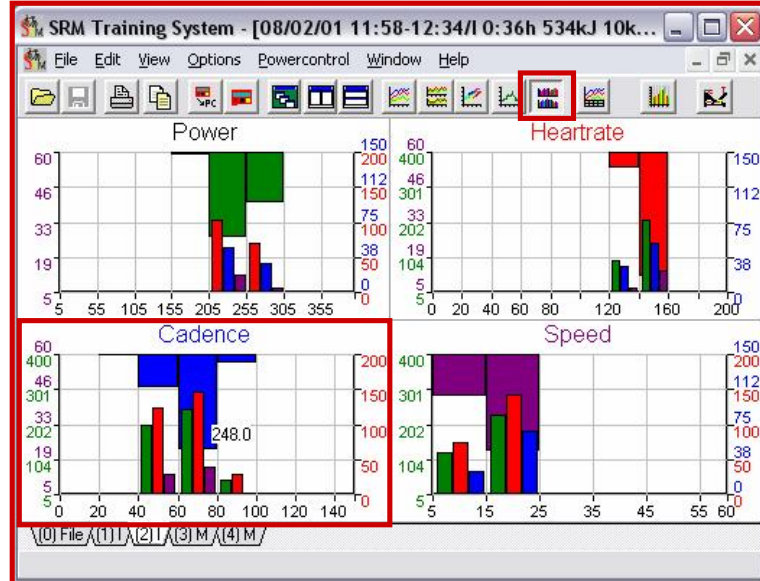 SRM Training System - [08/02/01 11:58-12:34/I 0:36h 534kJ 10k...
File Edit View Options Powercontrol Window Help
PC
Power
60 46 33 19 5
150 112 75 38 0
200 150 100 50 0
5 55 105 155 205 255 305 355
Heartrate
60 46 33 19 5
400 301 202 104 5
150 112 75 38 0
0 20 40 60 80 120 160 200
Cadence
60 46 33 19 5
400 301 202 104 5
248.0
200 150 100 50 0
0 20 40 60 80 100 120 140
Speed
400 301 202 104 5
150 112 75 38 0
200 150 100 50 0
5 15 25 35 45 55 60
(0) File (1) I (2) I (3) M (4) M